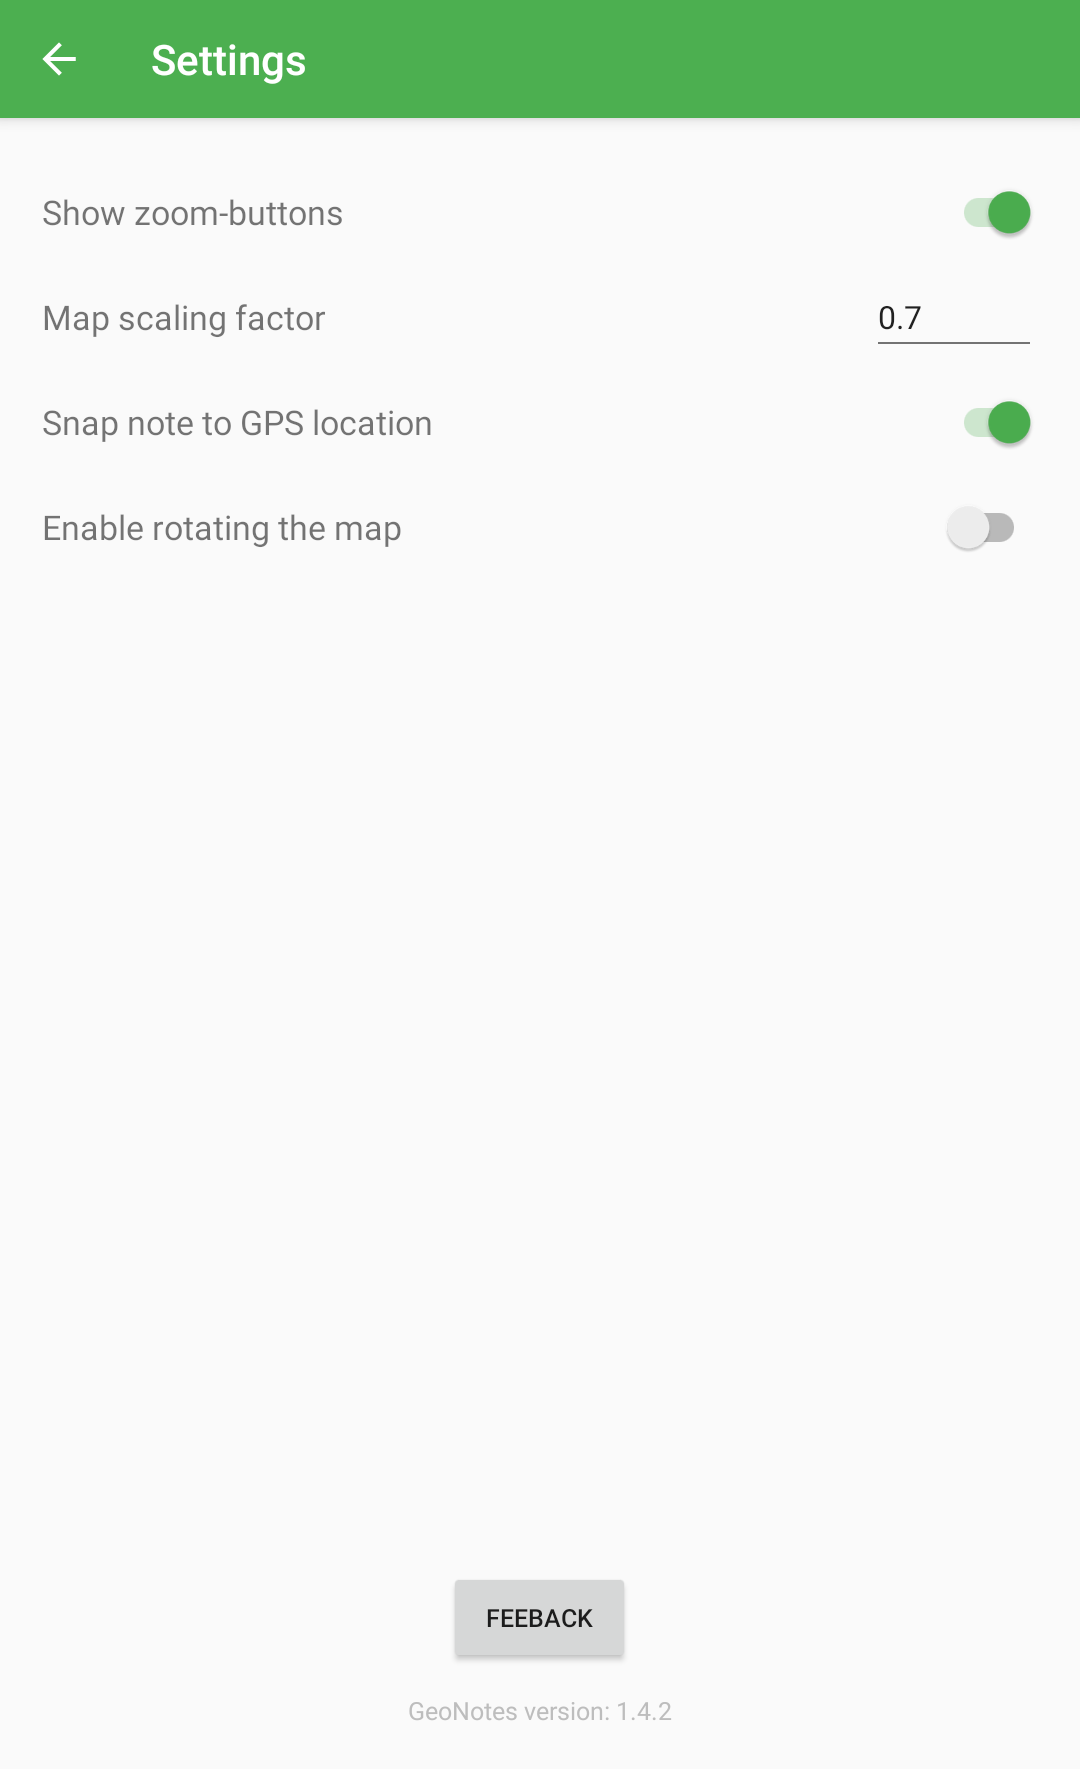 Settings
Show zoom-buttons
Map scaling factor 0.7
Snap note to GPS location
Enable rotating the map
FEEBACK
GeoNotes version: 1.4.2